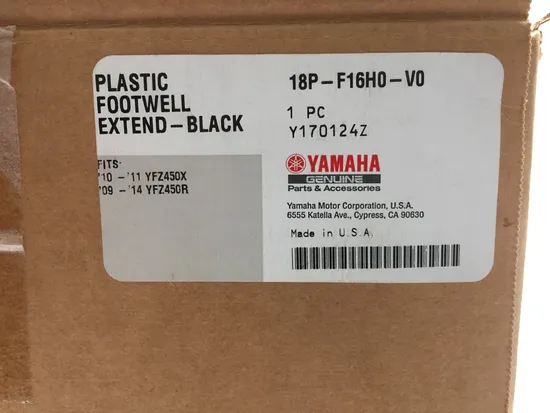 PLASTIC
FOOTWELL
EXTEND-BLACK
FITS:
'10 - '11 YFZ450X
'09 - '14 YFZ450R
18P-F16H0-V0
1 PC
Y170124Z
YAMAHA
GENUINE
Parts & Accessories
Yamaha Motor Corporation, U.S.A.
6555 Katella Ave., Cypress, CA 90630
Made in U.S.A.